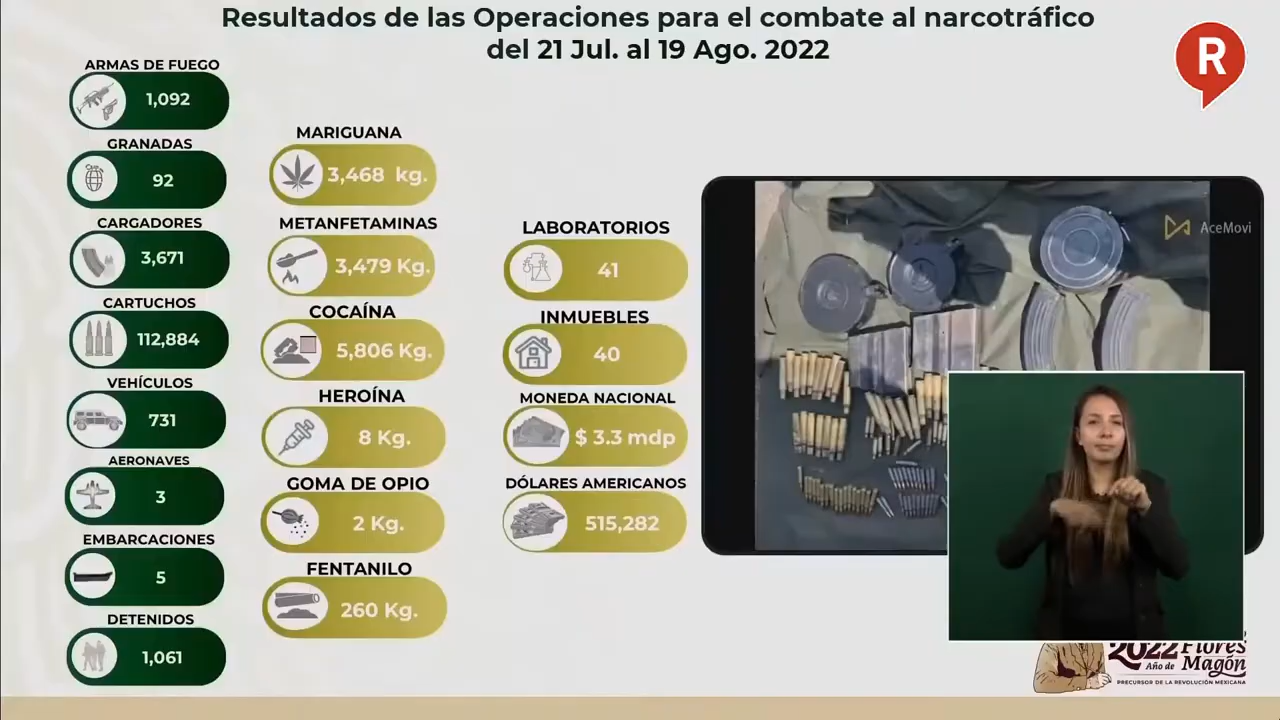 Resultados de las Operaciones para el combate al narcotráfico
del 21 Jul. al 19 Ago. 2022
R
ARMAS DE FUEGO
1,092
GRANADAS
92
CARGADORES
3,671
CARTUCHOS
112,884
VEHÍCULOS
731
AERONAVES
3
EMBARCACIONES
5
DETENIDOS
1,061
MARIGUANA
3,468 kg.
METANFETAMINAS
3,479 Kg.
COCAÍNA
5,806 Kg.
HEROÍNA
8 Kg.
GOMA DE OPIO
2 Kg.
FENTANILO
260 Kg.
LABORATORIOS
41
INMUEBLES
40
MONEDA NACIONAL
$ 3.3 mdp
DÓLARES AMERICANOS
515,282
AceMovi
2022 Flores
Año de Magón
PRECURSOR DE LA REVOLUCIÓN MEXICANA